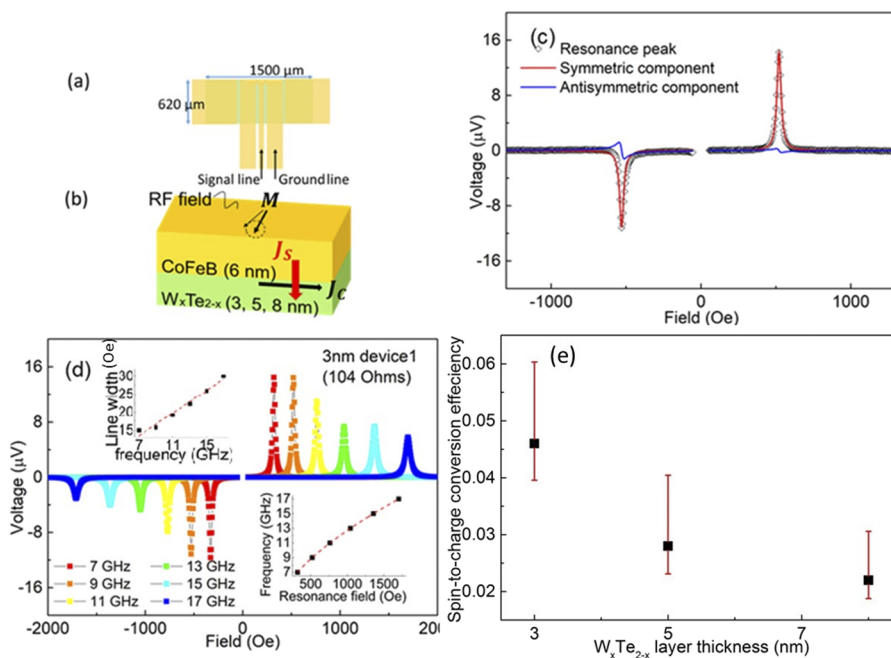 (a)
1500 μm
620 μm
Signal line
Ground line
(b)
RF field
M
J_S
CoFeB (6 nm)
J_C
W_xTe_2-x (3, 5, 8 nm)
(c)
16
8
0
-8
-16
Voltage (μV)
Resonance peak
Symmetric component
Antisymmetric component
-1000
0
1000
Field (Oe)
(d)
16
8
0
-8
-16
Voltage (μV)
Line width (Oe)
30
25
20
15
7
11
15
frequency (GHz)
3nm device1
(104 Ohms)
Frequency (GHz)
17
15
13
11
9
7
500
1000
1500
Resonance field (Oe)
7 GHz
9 GHz
11 GHz
13 GHz
15 GHz
17 GHz
-2000
-1000
0
1000
20
Field (Oe)
(e)
Spin-to-charge conversion effeciency
0.06
0.05
0.04
0.03
0.02
3
5
7
W_xTe_2-x layer thickness (nm)